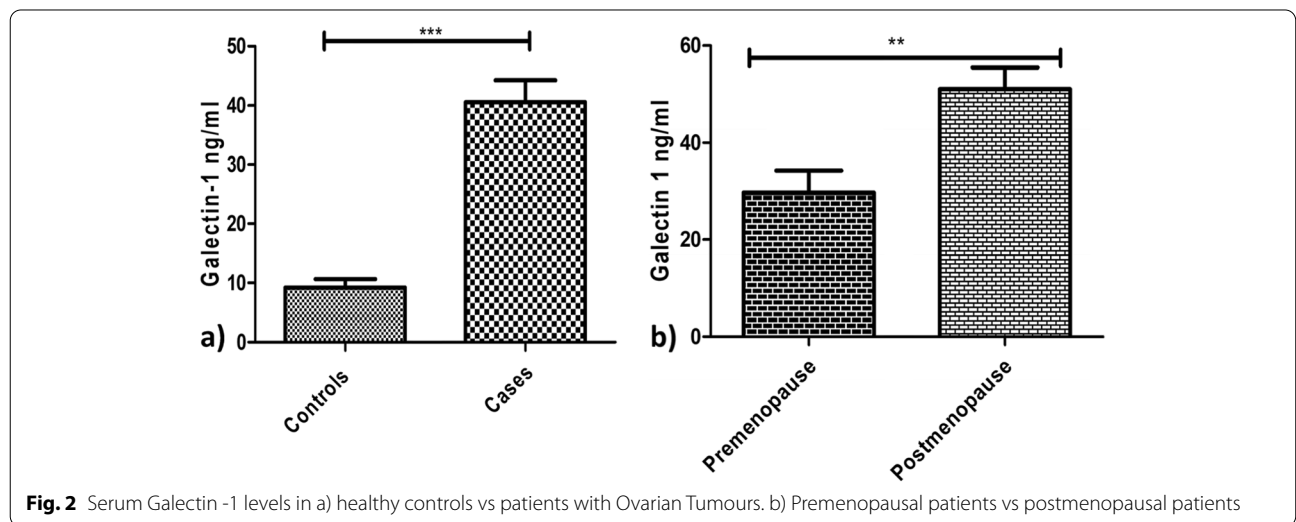 ***
50
40
30
20
10
0
Galectin-1 ng/ml
a)
Controls
Cases
**
60
40
20
0
Galectin 1 ng/ml
b)
Premenopause
Postmenopause
Fig. 2 Serum Galectin -1 levels in a) healthy controls vs patients with Ovarian Tumours. b) Premenopausal patients vs postmenopausal patients